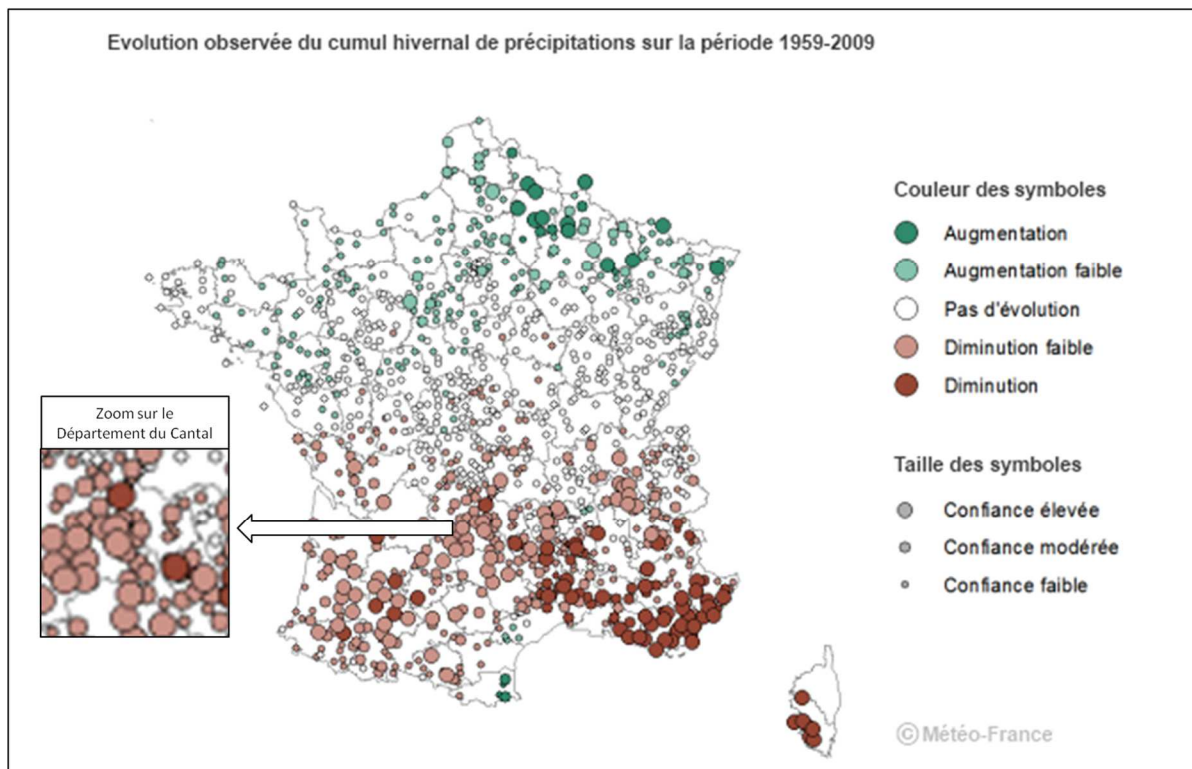 Evolution observée du cumul hivernal de précipitations sur la période 1959-2009
Couleur des symboles
Augmentation
Augmentation faible
Pas d'évolution
Diminution faible
Diminution
Zoom sur le
Département du Cantal
Taille des symboles
Confiance élevée
Confiance modérée
Confiance faible
© Météo-France